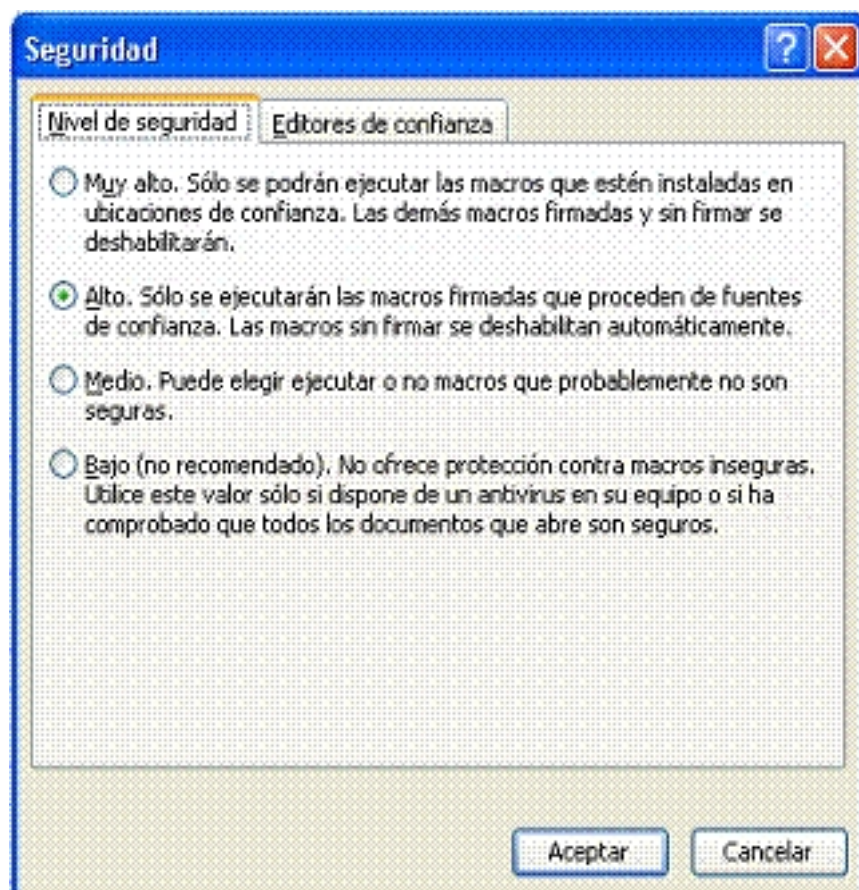 Seguridad
Nivel de seguridad
Editores de confianza
Muy alto. Sólo se podrán ejecutar las macros que estén instaladas en
ubicaciones de confianza. Las demás macros firmadas y sin firmar se
deshabilitarán.
Alto. Sólo se ejecutarán las macros firmadas que proceden de fuentes
de confianza. Las macros sin firmar se deshabilitan automáticamente.
Medio. Puede elegir ejecutar o no macros que probablemente no son
seguras.
Bajo (no recomendado). No ofrece protección contra macros inseguras.
Utilice este valor sólo si dispone de un antivirus en su equipo o si ha
comprobado que todos los documentos que abre son seguros.
Aceptar
Cancelar